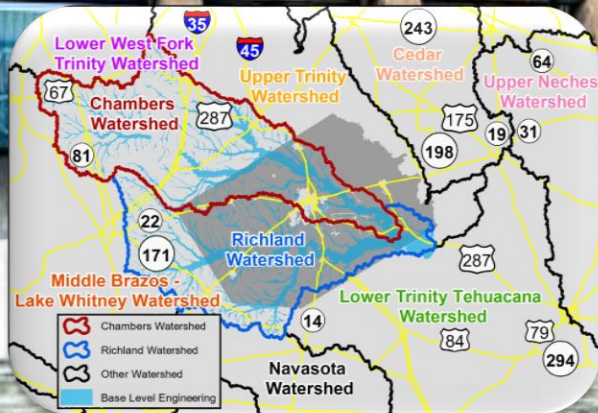 35
243
Lower West Fork
Trinity Watershed
45
Cedar
Watershed
64
Upper Trinity
Watershed
Upper Neches
Watershed
67
Chambers
Watershed
287
175
19
31
81
198
22
Richland
Watershed
171
287
Middle Brazos -
Lake Whitney Watershed
Lower Trinity Tehuacana
Watershed
14
79
84
294
Navasota
Watershed
Chambers Watershed
Richland Watershed
Other Watershed
Base Level Engineering